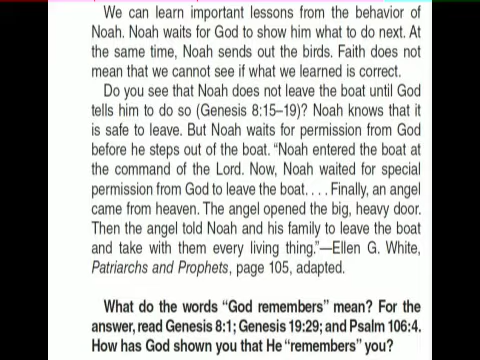 We can learn important lessons from the behavior of
Noah. Noah waits for God to show him what to do next. At
the same time, Noah sends out the birds. Faith does not
mean that we cannot see if what we learned is correct.
Do you see that Noah does not leave the boat until God
tells him to do so (Genesis 8:15–19)? Noah knows that it
is safe to leave. But Noah waits for permission from God
before he steps out of the boat. “Noah entered the boat at
the command of the Lord. Now, Noah waited for special
permission from God to leave the boat. . . . Finally, an angel
came from heaven. The angel opened the big, heavy door.
Then the angel told Noah and his family to leave the boat
and take with them every living thing.”—Ellen G. White,
Patriarchs and Prophets, page 105, adapted.
What do the words “God remembers” mean? For the
answer, read Genesis 8:1; Genesis 19:29; and Psalm 106:4.
How has God shown you that He “remembers” you?